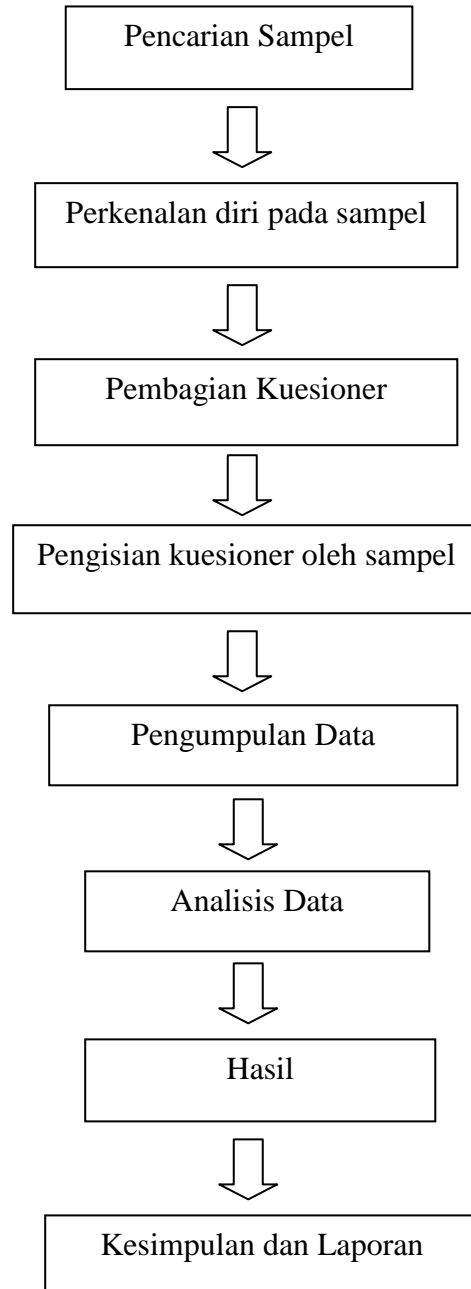 Pencarian Sampel
Perkenalan diri pada sampel
Pembagian Kuesioner
Pengisian kuesioner oleh sampel
Pengumpulan Data
Analisis Data
Hasil
Kesimpulan dan Laporan